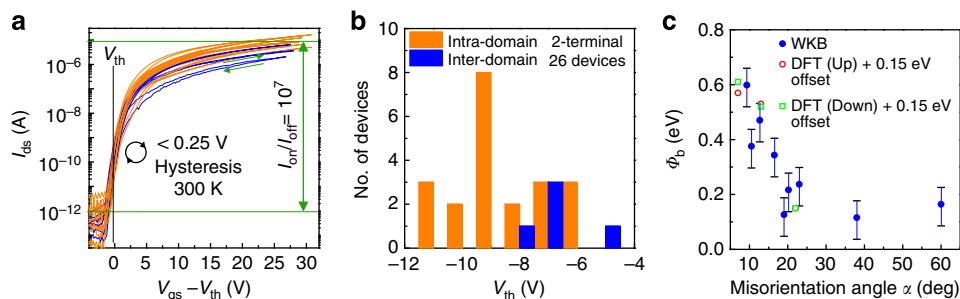 a
V_th
I_ds (A)
10⁻⁶
10⁻⁸
10⁻¹⁰
10⁻¹²
< 0.25 V
Hysteresis
300 K
I_on/I_off= 10⁷
0 5 10 15 20 25 30
V_gs – V_th (V)
b
Intra-domain 2-terminal
Inter-domain 26 devices
No. of devices
10
8
6
4
2
0
–12 –10 –8 –6 –4
V_th (V)
c
WKB
DFT (Up) + 0.15 eV
offset
DFT (Down) + 0.15 eV
offset
Φ_b (eV)
0.8
0.6
0.4
0.2
0.0
10 20 30 40 50 60
Misorientation angle α (deg)